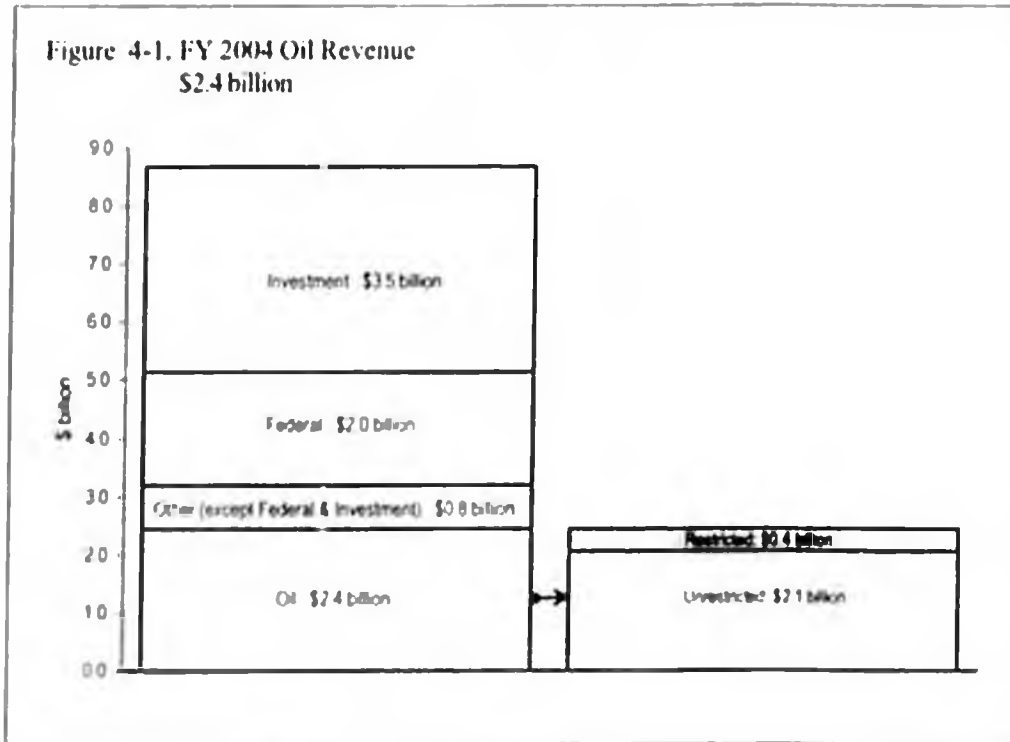 Figure 4-1. FY 2004 Oil Revenue
$2.4 billion
9.0
8.0
7.0
6.0
5.0
4.0
3.0
2.0
1.0
0.0
$ billion
Investment $3.5 billion
Federal $2.0 billion
Other (except Federal & Investment) $0.8 billion
Oil $2.4 billion
Restricted $0.4 billion
Unrestricted $2.1 billion